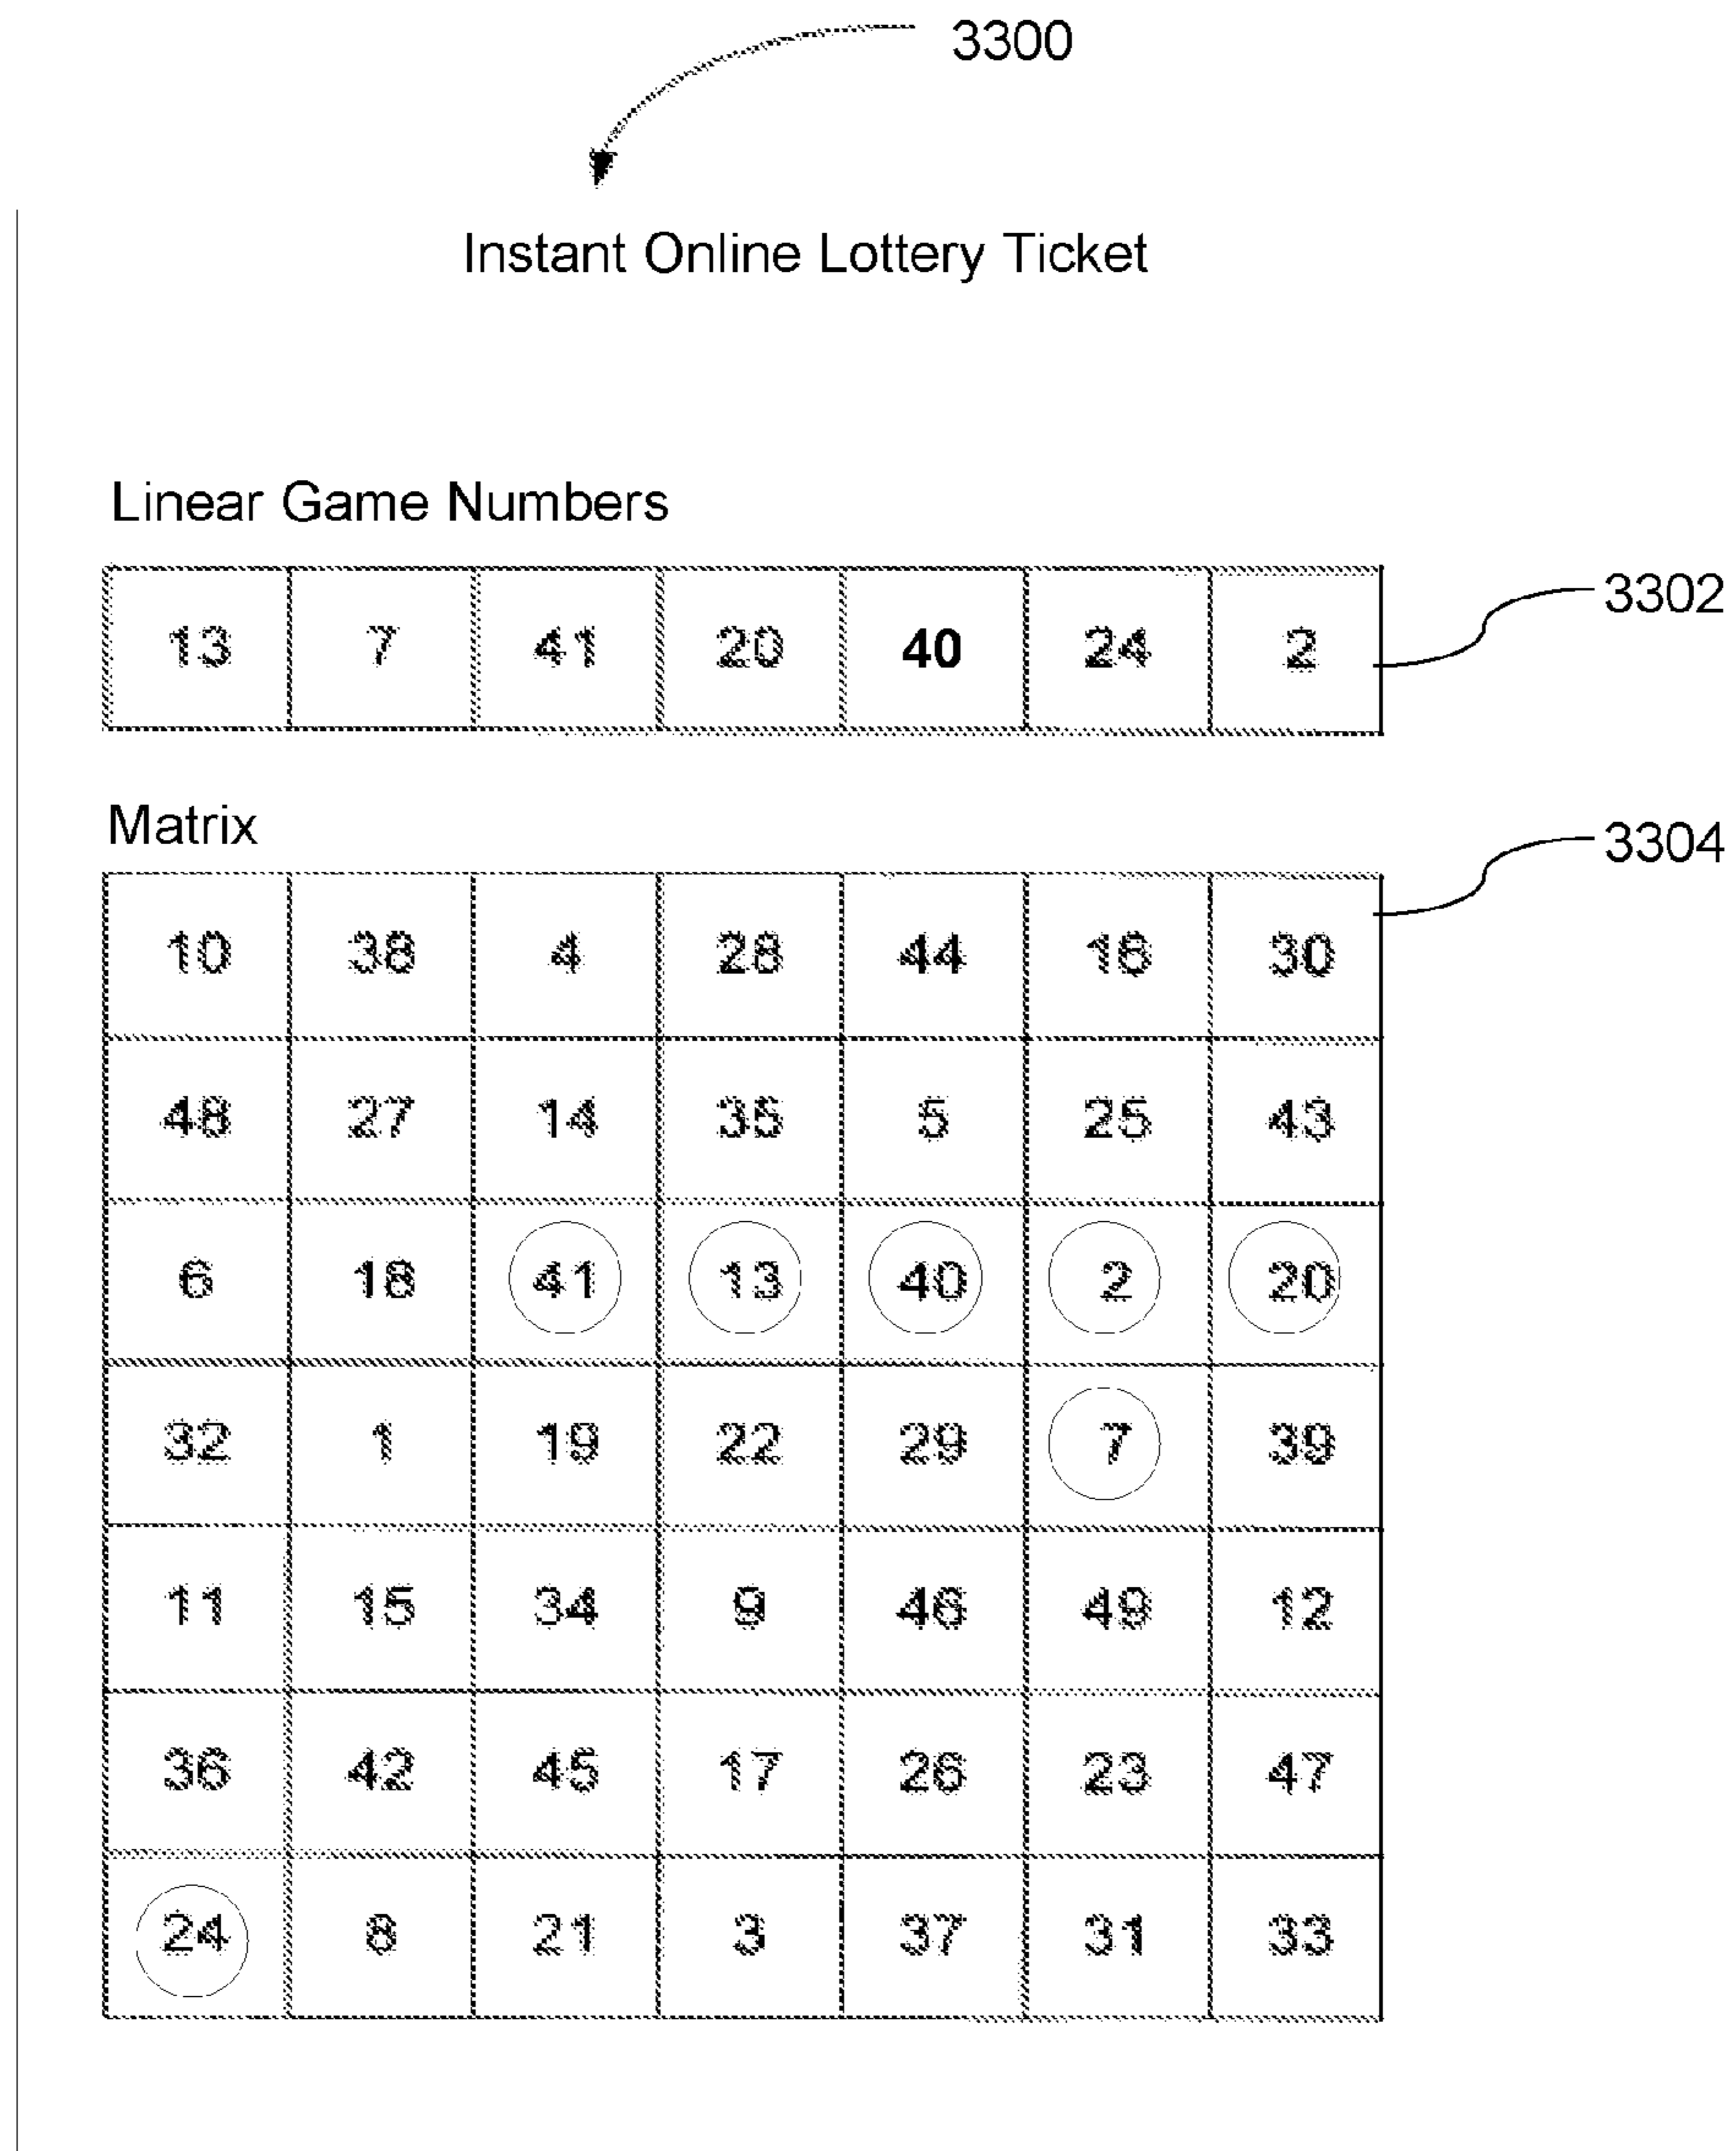 3300
Instant Online Lottery Ticket
Linear Game Numbers
3302
13 7 41 20 40 24 2
Matrix
3304
10 38 4 28 44 16 30
48 27 14 35 5 25 43
6 18 41 13 40 2 20
32 1 19 22 29 7 39
11 15 34 9 46 49 12
36 42 45 17 26 23 47
24 8 21 3 37 31 33